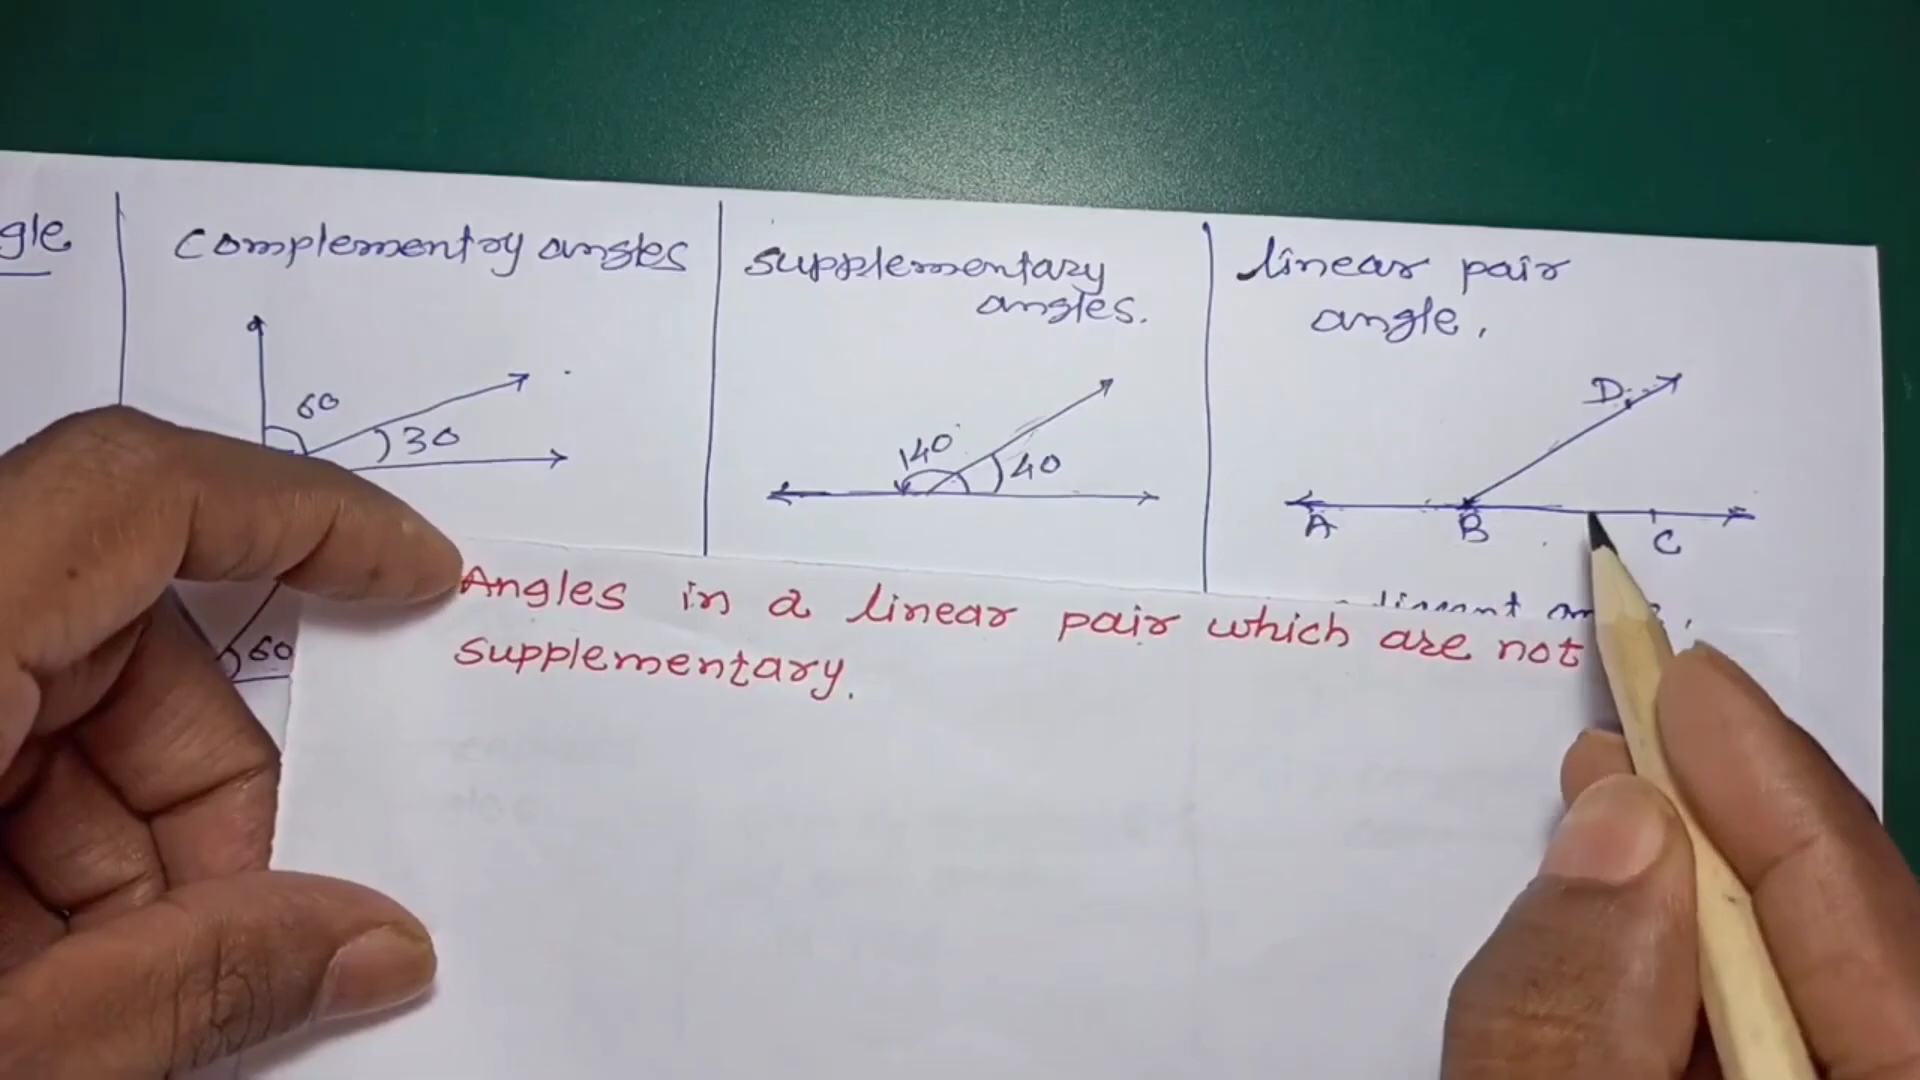 gle
Complementry angles
60
30
supplementary
angles.
140
40
linear pair
angle.
D
A
B
C
60
Angles in a linear pair which are not
supplementary.